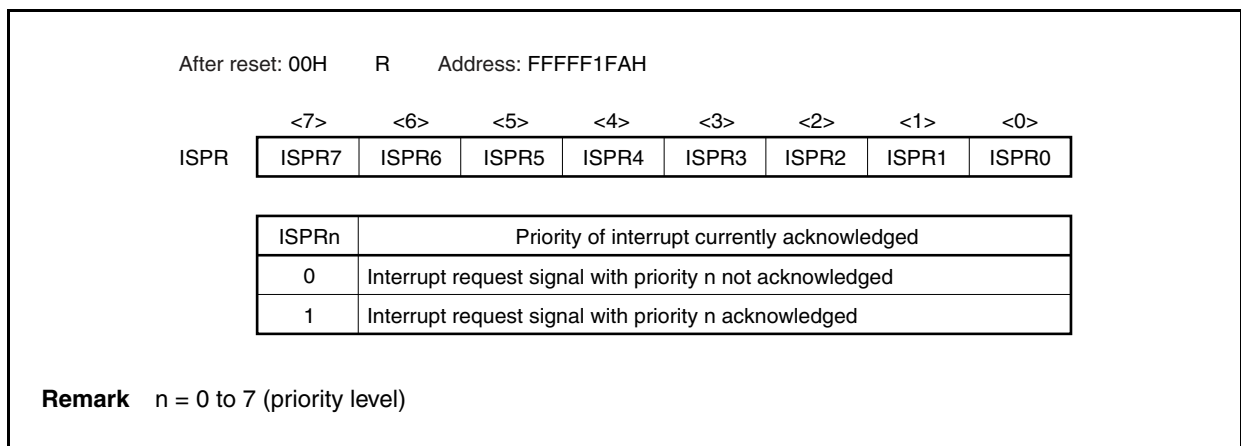 After reset: 00H R Address: FFFFF1FAH
<7> <6> <5> <4> <3> <2> <1> <0>
ISPR ISPR7 ISPR6 ISPR5 ISPR4 ISPR3 ISPR2 ISPR1 ISPR0
ISPRn Priority of interrupt currently acknowledged
0 Interrupt request signal with priority n not acknowledged
1 Interrupt request signal with priority n acknowledged
Remark n = 0 to 7 (priority level)